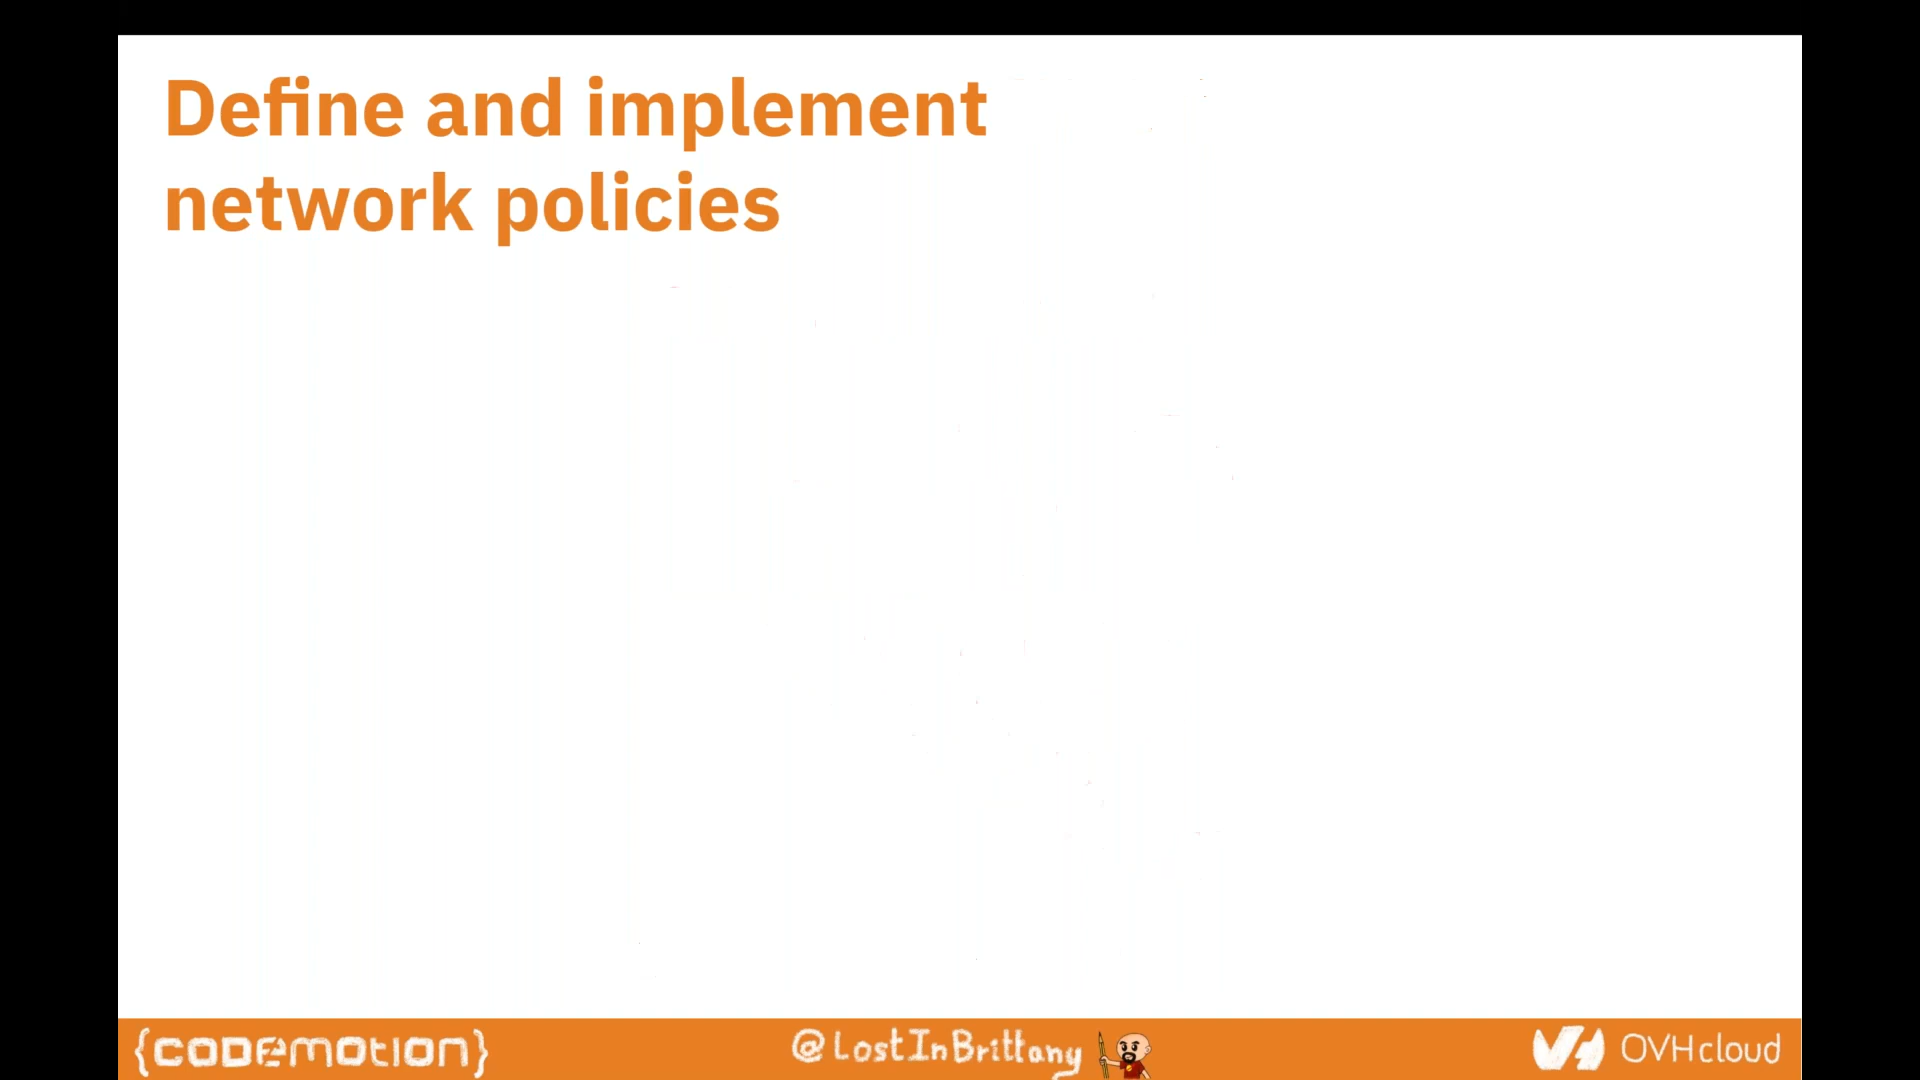 Define and implement
network policies
{codemotion}
@LostInBrittany
OVHcloud